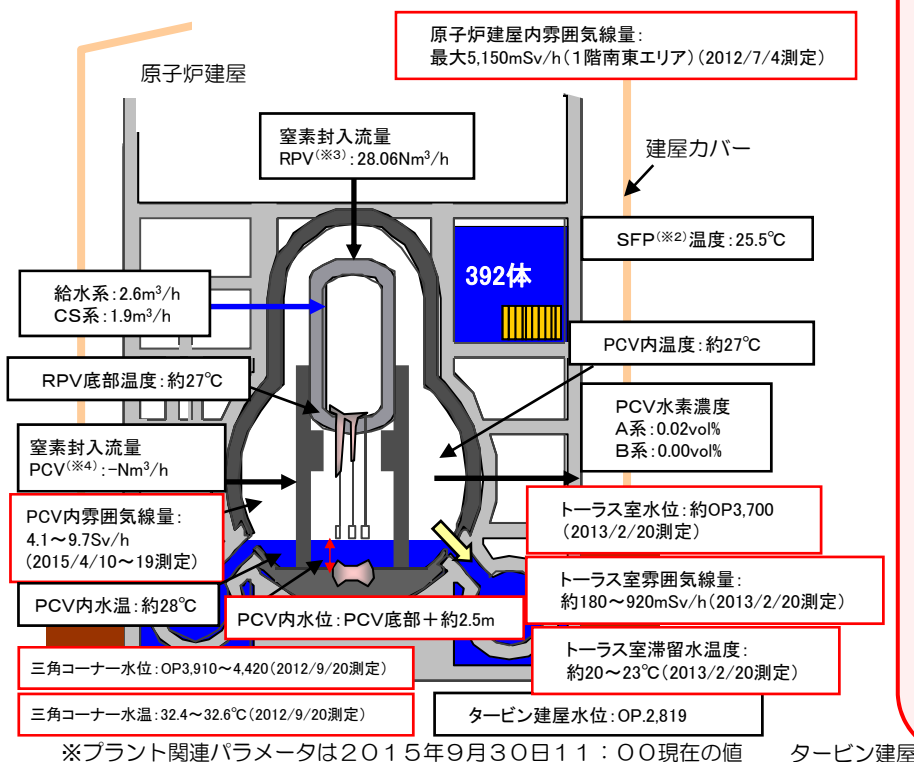 原子炉建屋内雰囲気線量：
最大5,150mSv/h（1階南東エリア）（2012/7/4測定）
原子炉建屋
窒素封入流量
RPV(※3)：28.06Nm³/h
建屋カバー
SFP(※2)温度：25.5℃
392体
給水系：2.6m³/h
CS系：1.9m³/h
PCV内温度：約27℃
RPV底部温度：約27℃
PCV水素濃度
A系：0.02vol%
B系：0.00vol%
窒素封入流量
PCV(※4)：-Nm³/h
PCV内雰囲気線量：
4.1～9.7Sv/h
（2015/4/10～19測定）
トーラス室水位：約OP3,700
（2013/2/20測定）
トーラス室雰囲気線量：
約180～920mSv/h（2013/2/20測定）
PCV内水温：約28℃
PCV内水位：PCV底部＋約2.5m
トーラス室滞留水温度：
約20～23℃（2013/2/20測定）
三角コーナー水位：OP3,910～4,420（2012/9/20測定）
三角コーナー水温：32.4～32.6℃（2012/9/20測定）
タービン建屋水位：OP.2,819
※プラント関連パラメータは２０１５年９月３０日１１：００現在の値
タービン建屋